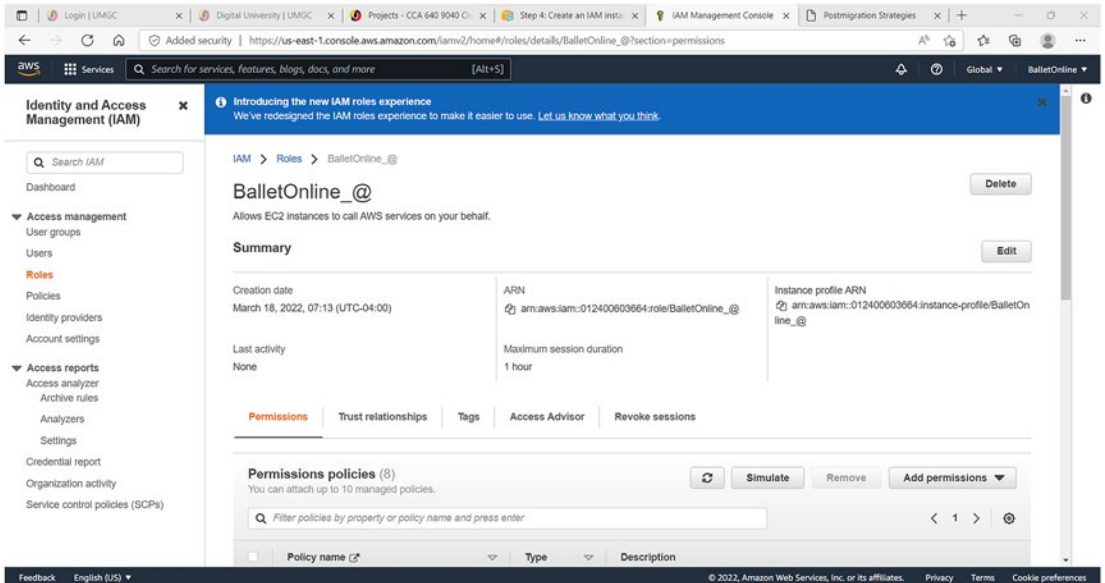 Login | UMGC
Digital University | UMGC
Projects - CCA 640 9040 Cl
Step 4: Create an IAM insta
IAM Management Console
Postmigration Strategies
Added security | https://us-east-1.console.aws.amazon.com/iamv2/home#/roles/details/BalletOnline_@?section=permissions
aws
Services
Search for services, features, blogs, docs, and more
[Alt+S]
Global
BalletOnline
Identity and Access
Management (IAM)
Search IAM
Dashboard
Access management
User groups
Users
Roles
Policies
Identity providers
Account settings
Access reports
Access analyzer
Archive rules
Analyzers
Settings
Credential report
Organization activity
Service control policies (SCPs)
Introducing the new IAM roles experience
We've redesigned the IAM roles experience to make it easier to use. Let us know what you think.
IAM > Roles > BalletOnline_@
BalletOnline_@
Delete
Allows EC2 instances to call AWS services on your behalf.
Summary
Edit
Creation date
March 18, 2022, 07:13 (UTC-04:00)
ARN
arn:aws:iam::012400603664:role/BalletOnline_@
Instance profile ARN
arn:aws:iam::012400603664:instance-profile/BalletOn
line_@
Last activity
None
Maximum session duration
1 hour
Permissions
Trust relationships
Tags
Access Advisor
Revoke sessions
Permissions policies (8)
You can attach up to 10 managed policies.
Simulate
Remove
Add permissions
Filter policies by property or policy name and press enter
1
Policy name
Type
Description
Feedback
English (US)
© 2022, Amazon Web Services, Inc. or its affiliates.
Privacy
Terms
Cookie preferences